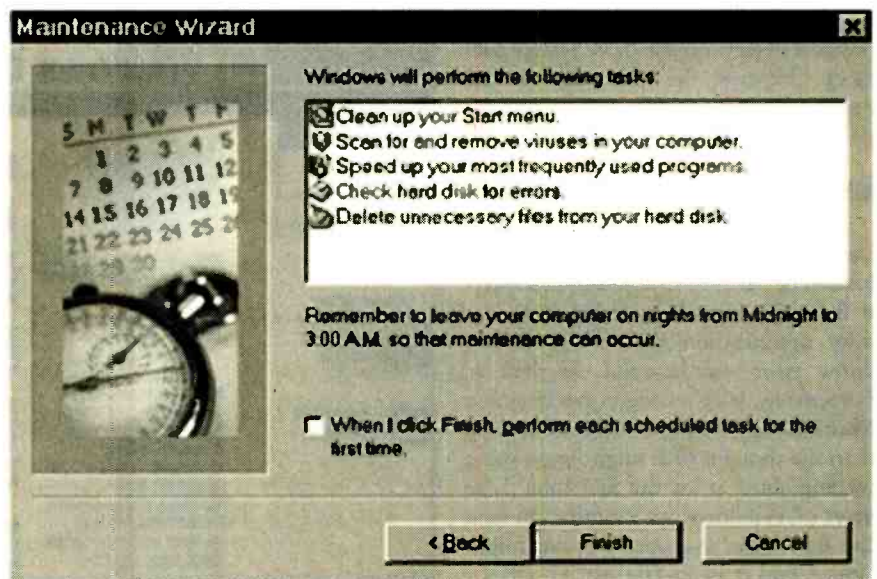 Maintenance Wizard
S M T W T F
1 2 3 4 5
7 8 9 10 11 12
14 15 16 17 18 19
21 22 23 24 25 26
29 30
Windows will perform the following tasks:
Clean up your Start menu.
Scan for and remove viruses in your computer.
Speed up your most frequently used programs.
Check hard disk for errors.
Delete unnecessary files from your hard disk.
Remember to leave your computer on nights from Midnight to
3:00 A.M. so that maintenance can occur.
When I click Finish, perform each scheduled task for the
first time.
< Back
Finish
Cancel